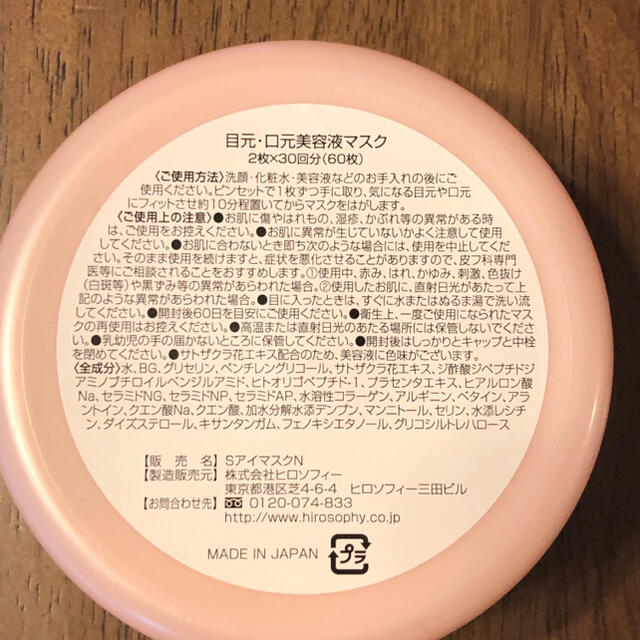 目元・口元美容液マスク
2枚×30回分(60枚)
〈ご使用方法〉洗顔・化粧水・美容液などのお手入れの後にご
使用ください。ピンセットで1枚ずつ手に取り、気になる目元や口元
にフィットさせ約10分程置いてからマスクをはがします。
〈ご使用上の注意〉●お肌に傷やはれもの、湿疹、かぶれ等の異常がある時
は、ご使用をお控えください。●お肌に異常が生じていないかよく注意して使用
してください。●お肌に合わないとき即ち次のような場合には、使用を中止してくだ
さい。そのまま使用を続けますと、症状を悪化させることがありますので、皮フ科専門
医等にご相談されることをおすすめします。①使用中、赤み、はれ、かゆみ、刺激、色抜け
(白斑等)や黒ずみ等の異常があらわれた場合。②使用したお肌に、直射日光があたって上
記のような異常があらわれた場合。●目に入ったときは、すぐに水またはぬるま湯で洗い流
してください。●開封後60日を目安にご使用ください。●衛生上、一度ご使用になられたマス
クの再使用はお控えください。●高温または直射日光のあたる場所には保管しないでくださ
い。●乳幼児の手の届かないところに保管してください。●開封後はしっかりとキャップと中栓
を閉めてください。●サトザクラ花エキス配合のため、美容液に色味がございます。
〈全成分〉水、BG、グリセリン、ペンチレングリコール、サトザクラ花エキス、ジ酢酸ジペプチドジ
アミノブチロイルベンジルアミド、ヒトオリゴペプチド-1、プラセンタエキス、ヒアルロン酸
Na、セラミドNG、セラミドNP、セラミドAP、水溶性コラーゲン、アルギニン、ベタイン、アラ
ントイン、クエン酸Na、クエン酸、加水分解水添デンプン、マンニトール、セリン、水添レシチ
ン、ダイズステロール、キサンタンガム、フェノキシエタノール、グリコシルトレハロース
【販売名】SアイマスクN
【製造販売元】株式会社ヒロソフィー
東京都港区芝4-6-4 ヒロソフィー三田ビル
【お問合わせ先】0120-074-833
http://www.hirosophy.co.jp
MADE IN JAPAN プラ